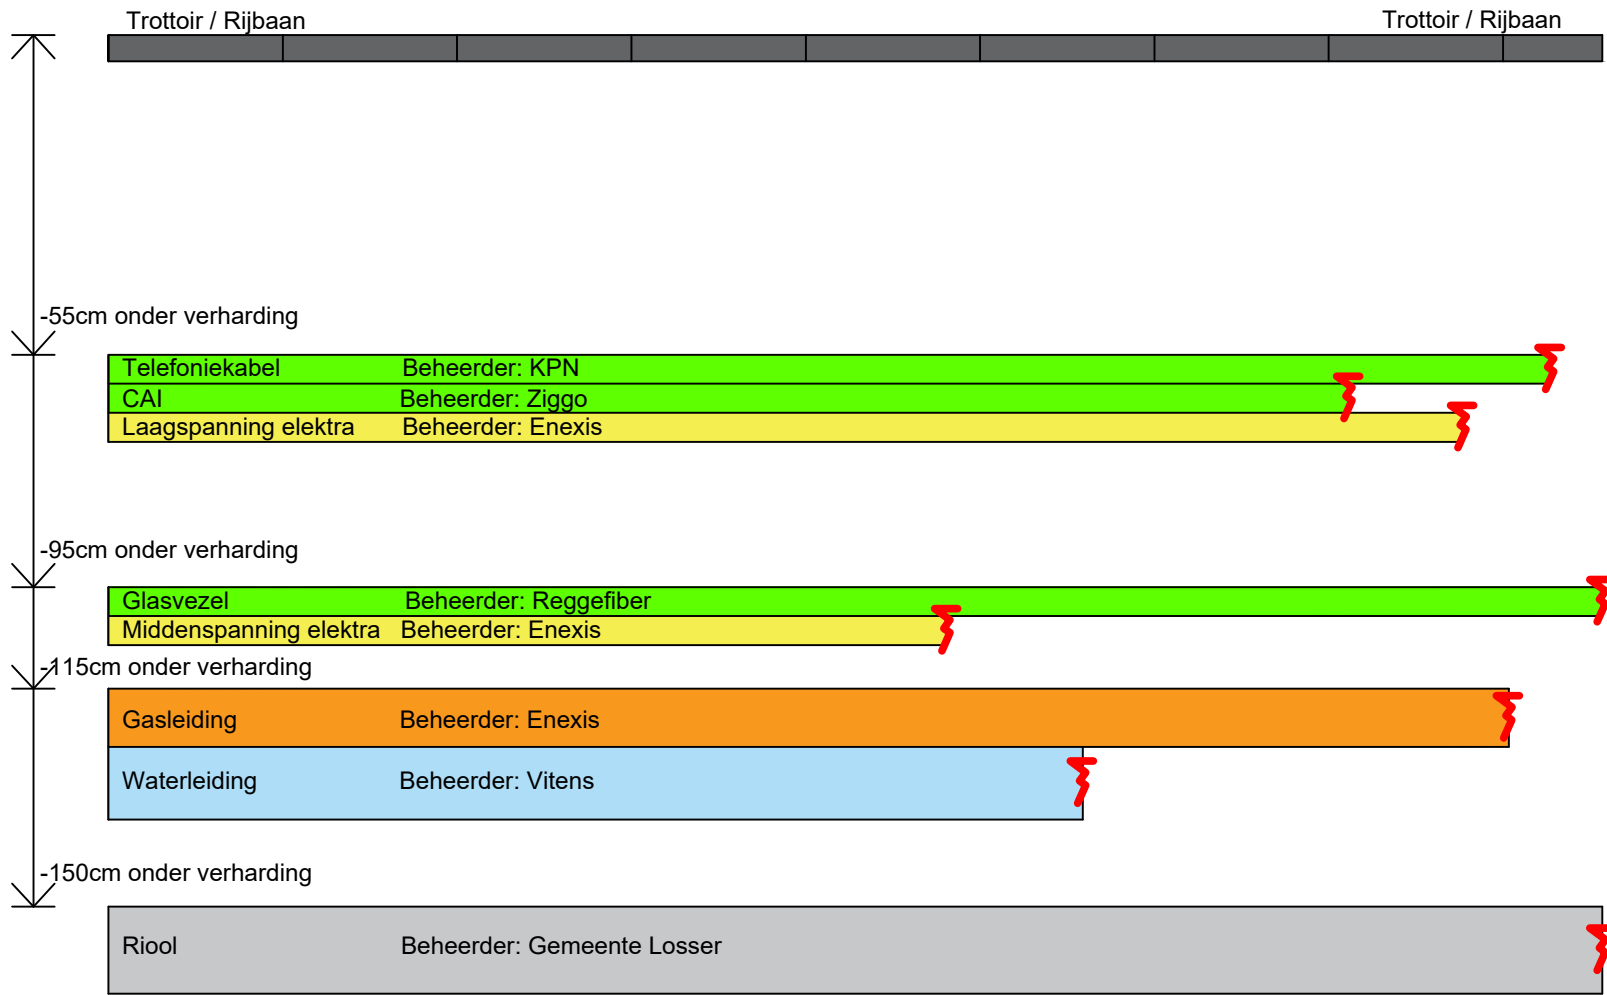 Trottoir / Rijbaan Trottoir / Rijbaan
-55cm onder verharding
Telefoniekabel Beheerder: KPN
CAI Beheerder: Ziggo
Laagspanning elektra Beheerder: Enexis
-95cm onder verharding
Glasvezel Beheerder: Reggefiber
Middenspanning elektra Beheerder: Enexis
-115cm onder verharding
Gasleiding Beheerder: Enexis
Waterleiding Beheerder: Vitens
-150cm onder verharding
Riool Beheerder: Gemeente Losser